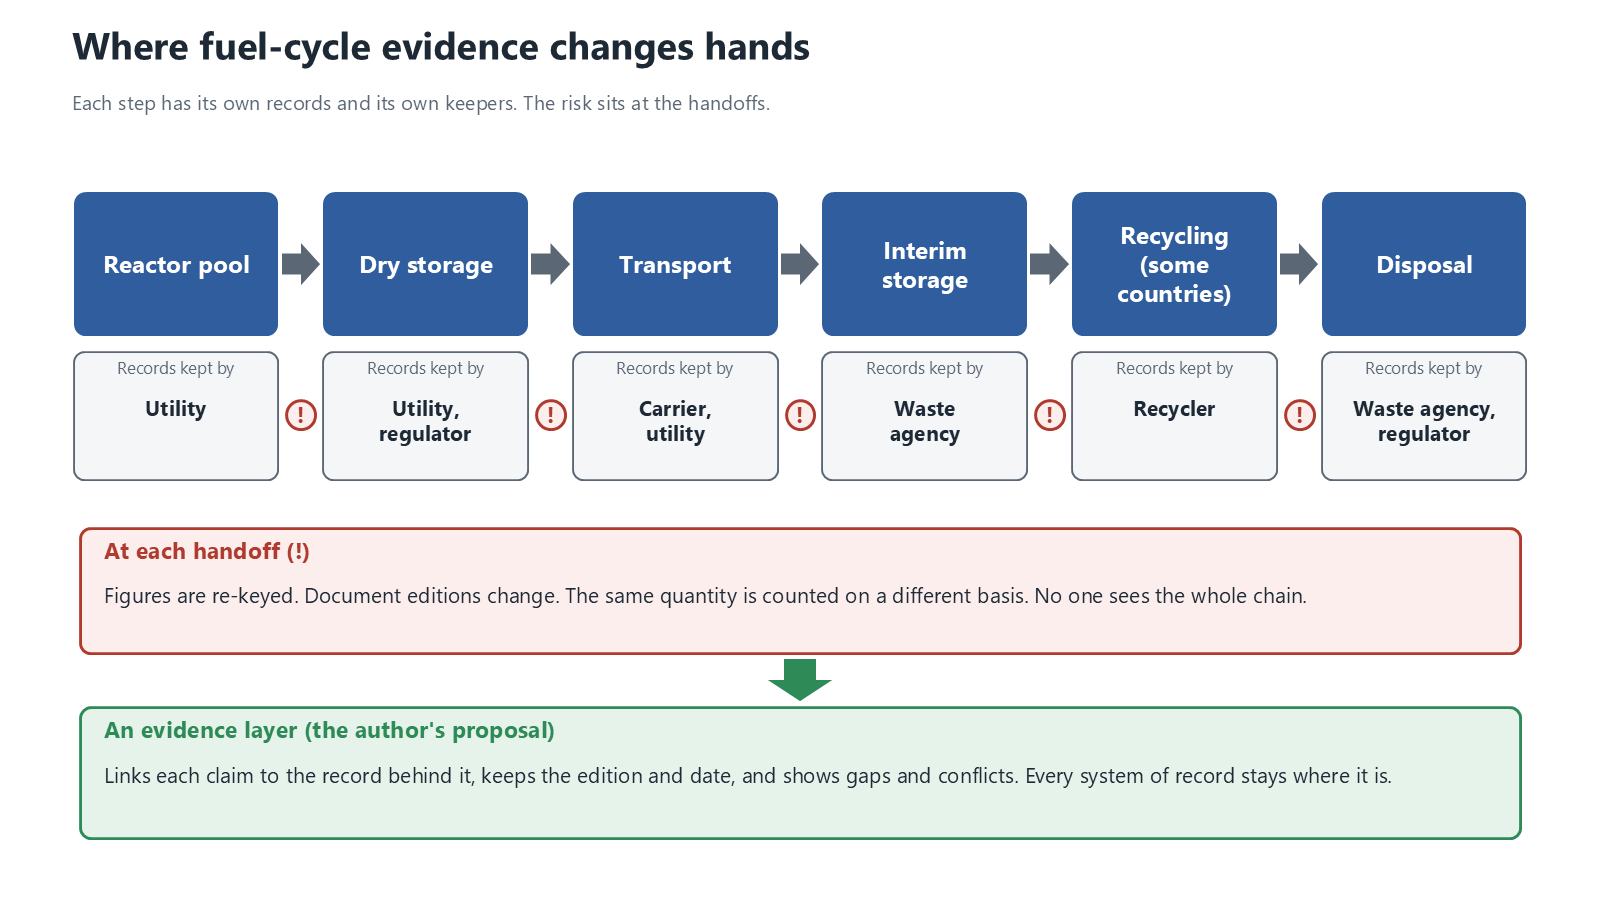 Where fuel-cycle evidence changes hands
Each step has its own records and its own keepers. The risk sits at the handoffs.
Reactor pool
Dry storage
Transport
Interim
storage
Recycling
(some
countries)
Disposal
Records kept by
Utility
!
Records kept by
Utility,
regulator
!
Records kept by
Carrier,
utility
!
Records kept by
Waste
agency
!
Records kept by
Recycler
!
Records kept by
Waste agency,
regulator
At each handoff (!)
Figures are re-keyed. Document editions change. The same quantity is counted on a different basis. No one sees the whole chain.
An evidence layer (the author's proposal)
Links each claim to the record behind it, keeps the edition and date, and shows gaps and conflicts. Every system of record stays where it is.